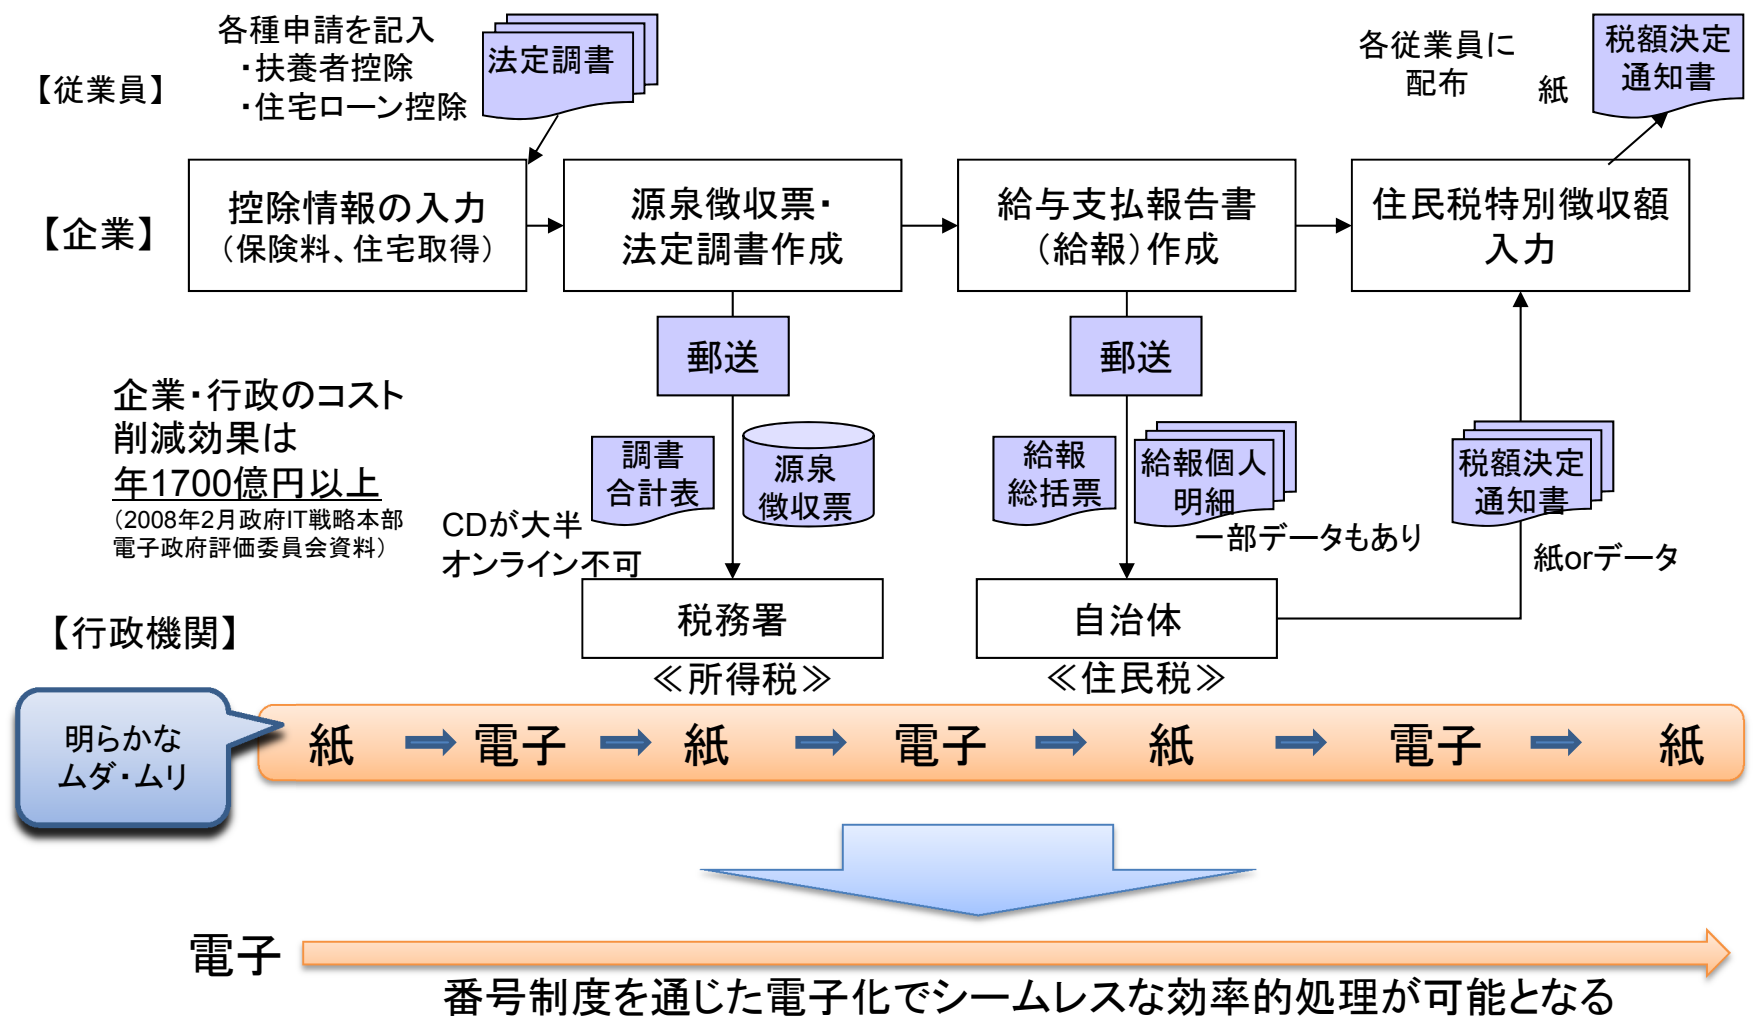 各種申請を記入
・扶養者控除
・住宅ローン控除
法定調書
各従業員に
配布
紙
税額決定
通知書
【従業員】
【企業】
控除情報の入力
（保険料、住宅取得）
源泉徴収票・
法定調書作成
給与支払報告書
（給報）作成
住民税特別徴収額
入力
郵送
郵送
企業・行政のコスト
削減効果は
年1700億円以上
（2008年2月政府IT戦略本部
電子政府評価委員会資料）
調書
合計表
源泉
徴収票
CDが大半
オンライン不可
給報
総括票
給報個人
明細
一部データもあり
税額決定
通知書
紙orデータ
【行政機関】
税務署
≪所得税≫
自治体
≪住民税≫
明らかな
ムダ・ムリ
紙 電子 紙 電子 紙 電子 紙
電子
番号制度を通じた電子化でシームレスな効率的処理が可能となる